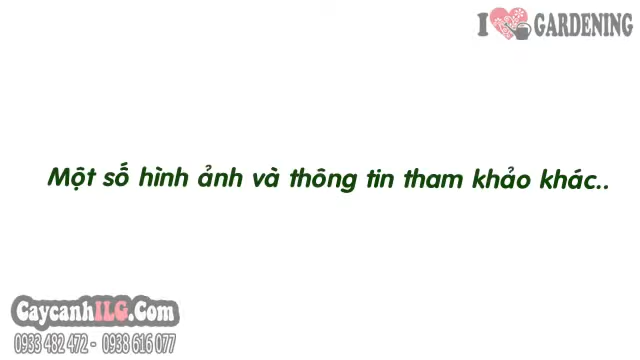 I GARDENING
Một số hình ảnh và thông tin tham khảo khác..
CaycanhILG.Com
0933 482 472 - 0938 616 077